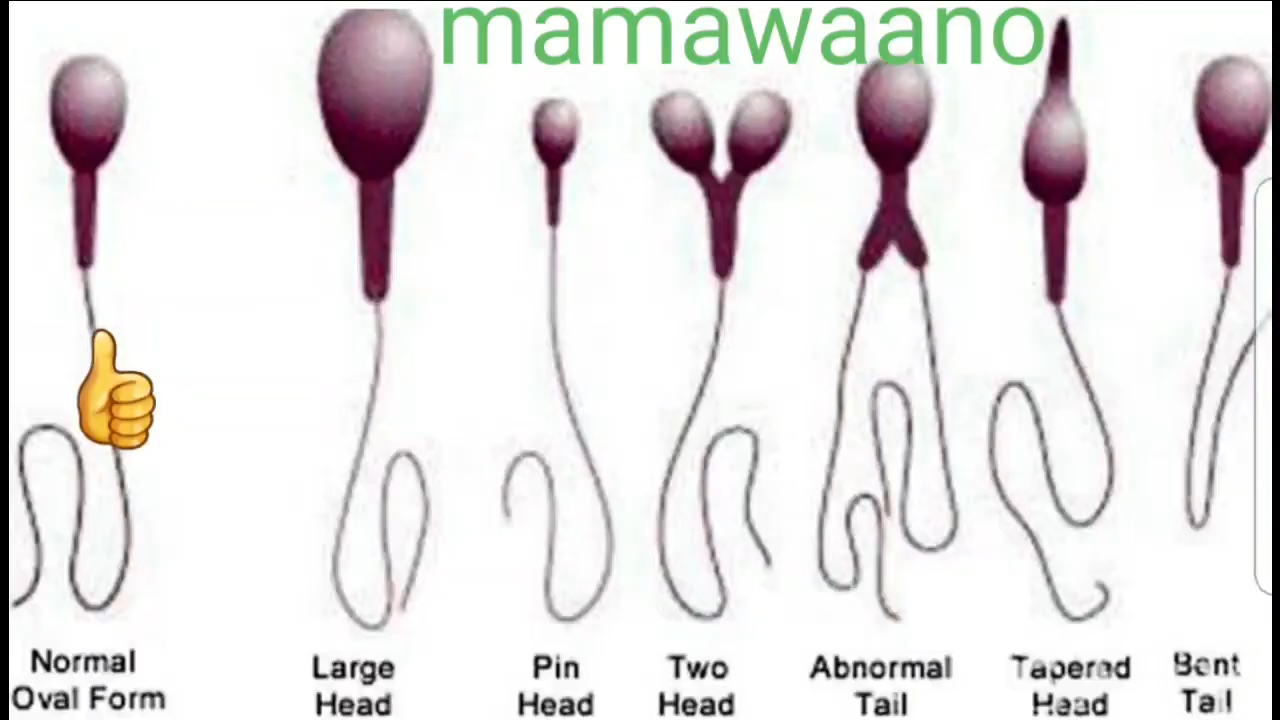 mamawaano
Normal
Oval Form
Large
Head
Pin
Head
Two
Head
Abnormal
Tail
Tapered
Head
Bent
Tail